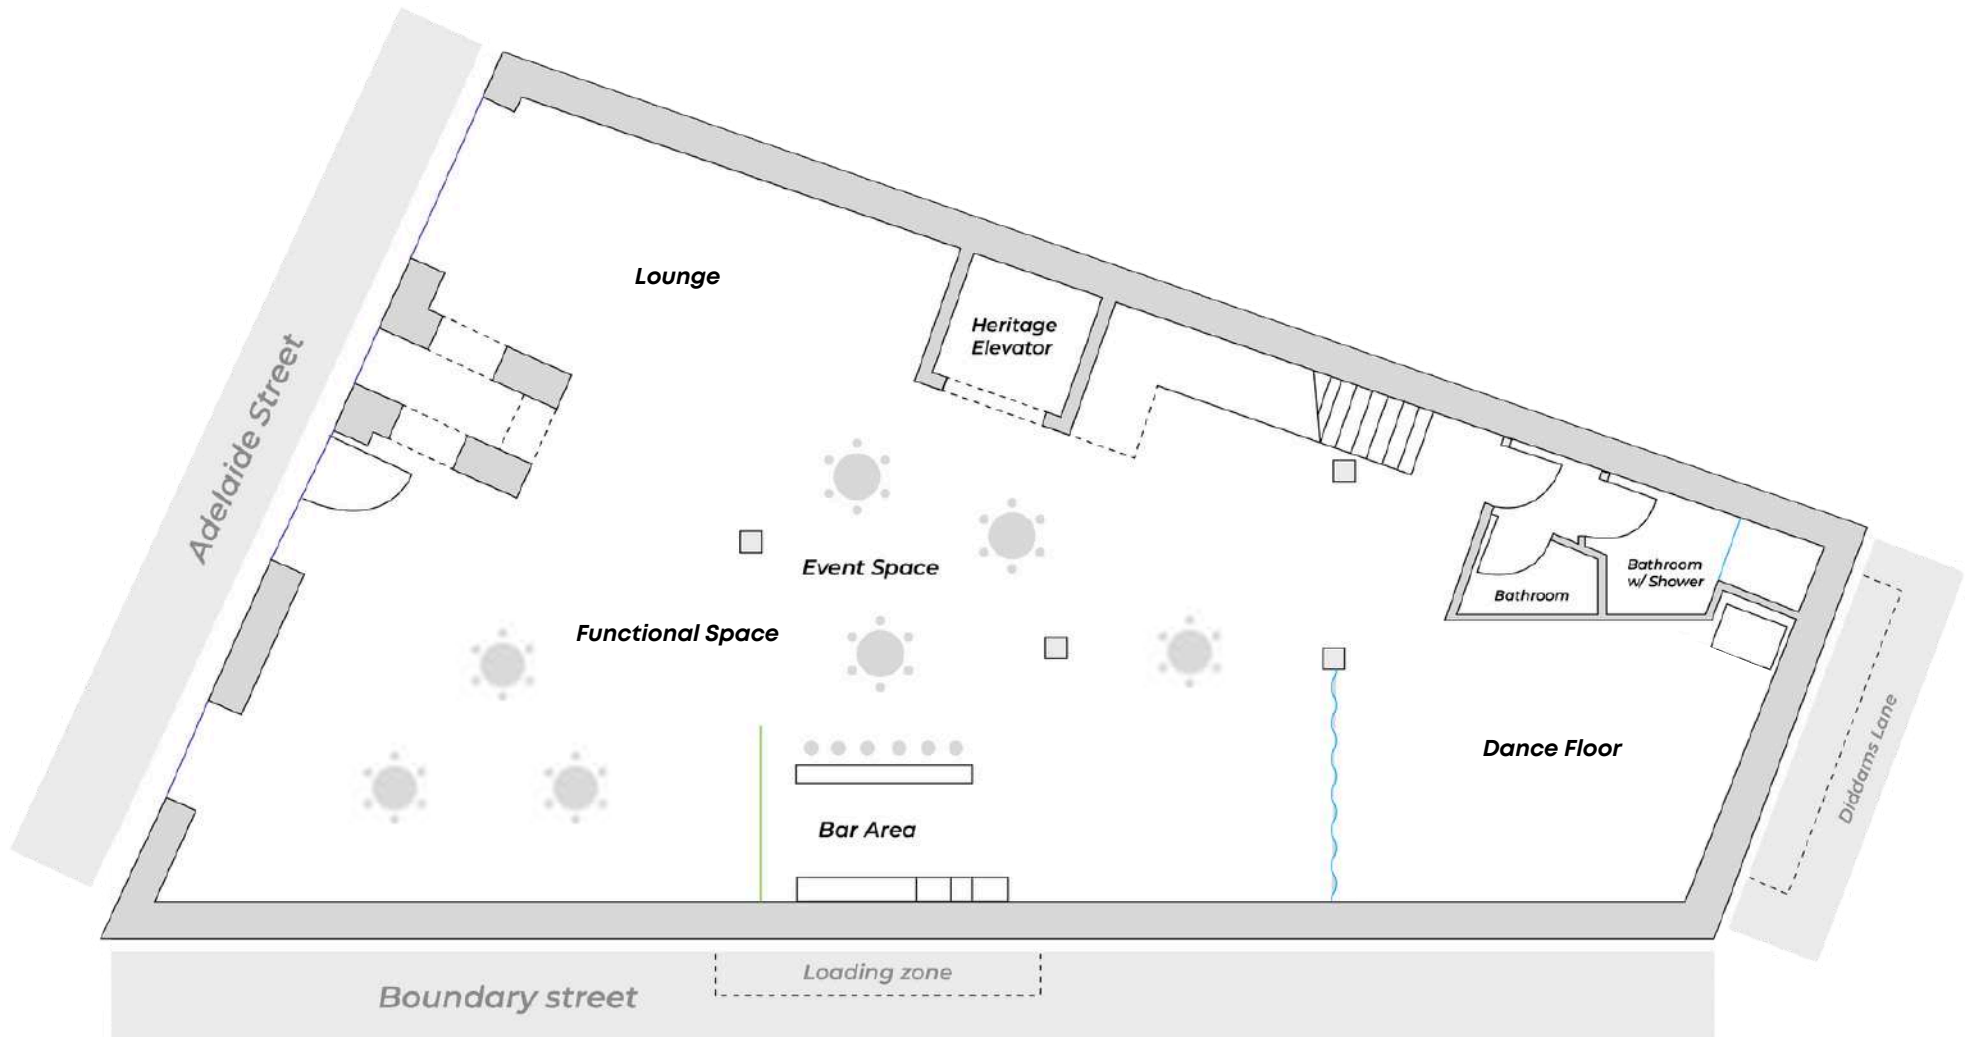 Adelaide Street
Lounge
Heritage
Elevator
Event Space
Functional Space
Bathroom
w/ Shower
Bathroom
Dance Floor
Diddams Lane
Bar Area
Loading zone
Boundary street